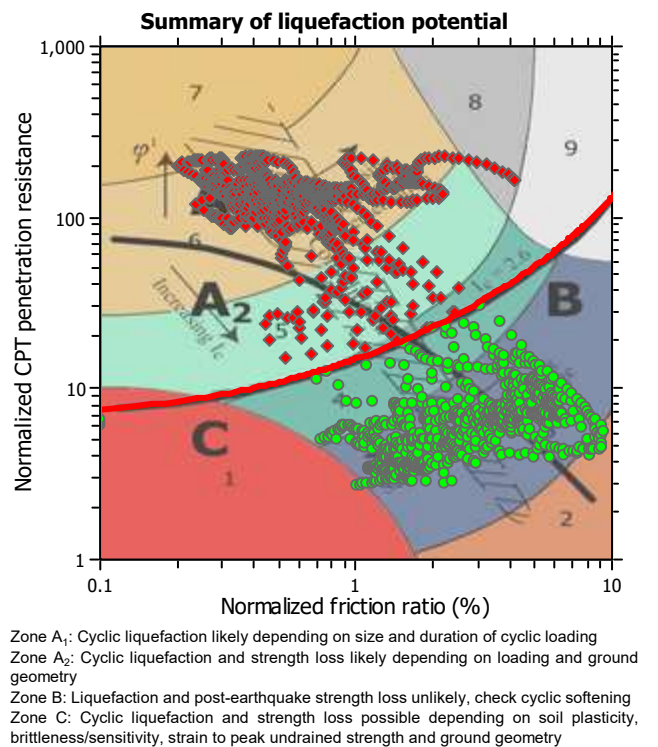 Summary of liquefaction potential
1,000
7
8
9
φ'
100
6
A2
Increasing Ic
5
Ic = 2.6
B
10
4
C
1
2
1
0.1
1
10
Normalized CPT penetration resistance
Normalized friction ratio (%)
Zone A1: Cyclic liquefaction likely depending on size and duration of cyclic loading
Zone A2: Cyclic liquefaction and strength loss likely depending on loading and ground
geometry
Zone B: Liquefaction and post-earthquake strength loss unlikely, check cyclic softening
Zone C: Cyclic liquefaction and strength loss possible depending on soil plasticity,
brittleness/sensitivity, strain to peak undrained strength and ground geometry